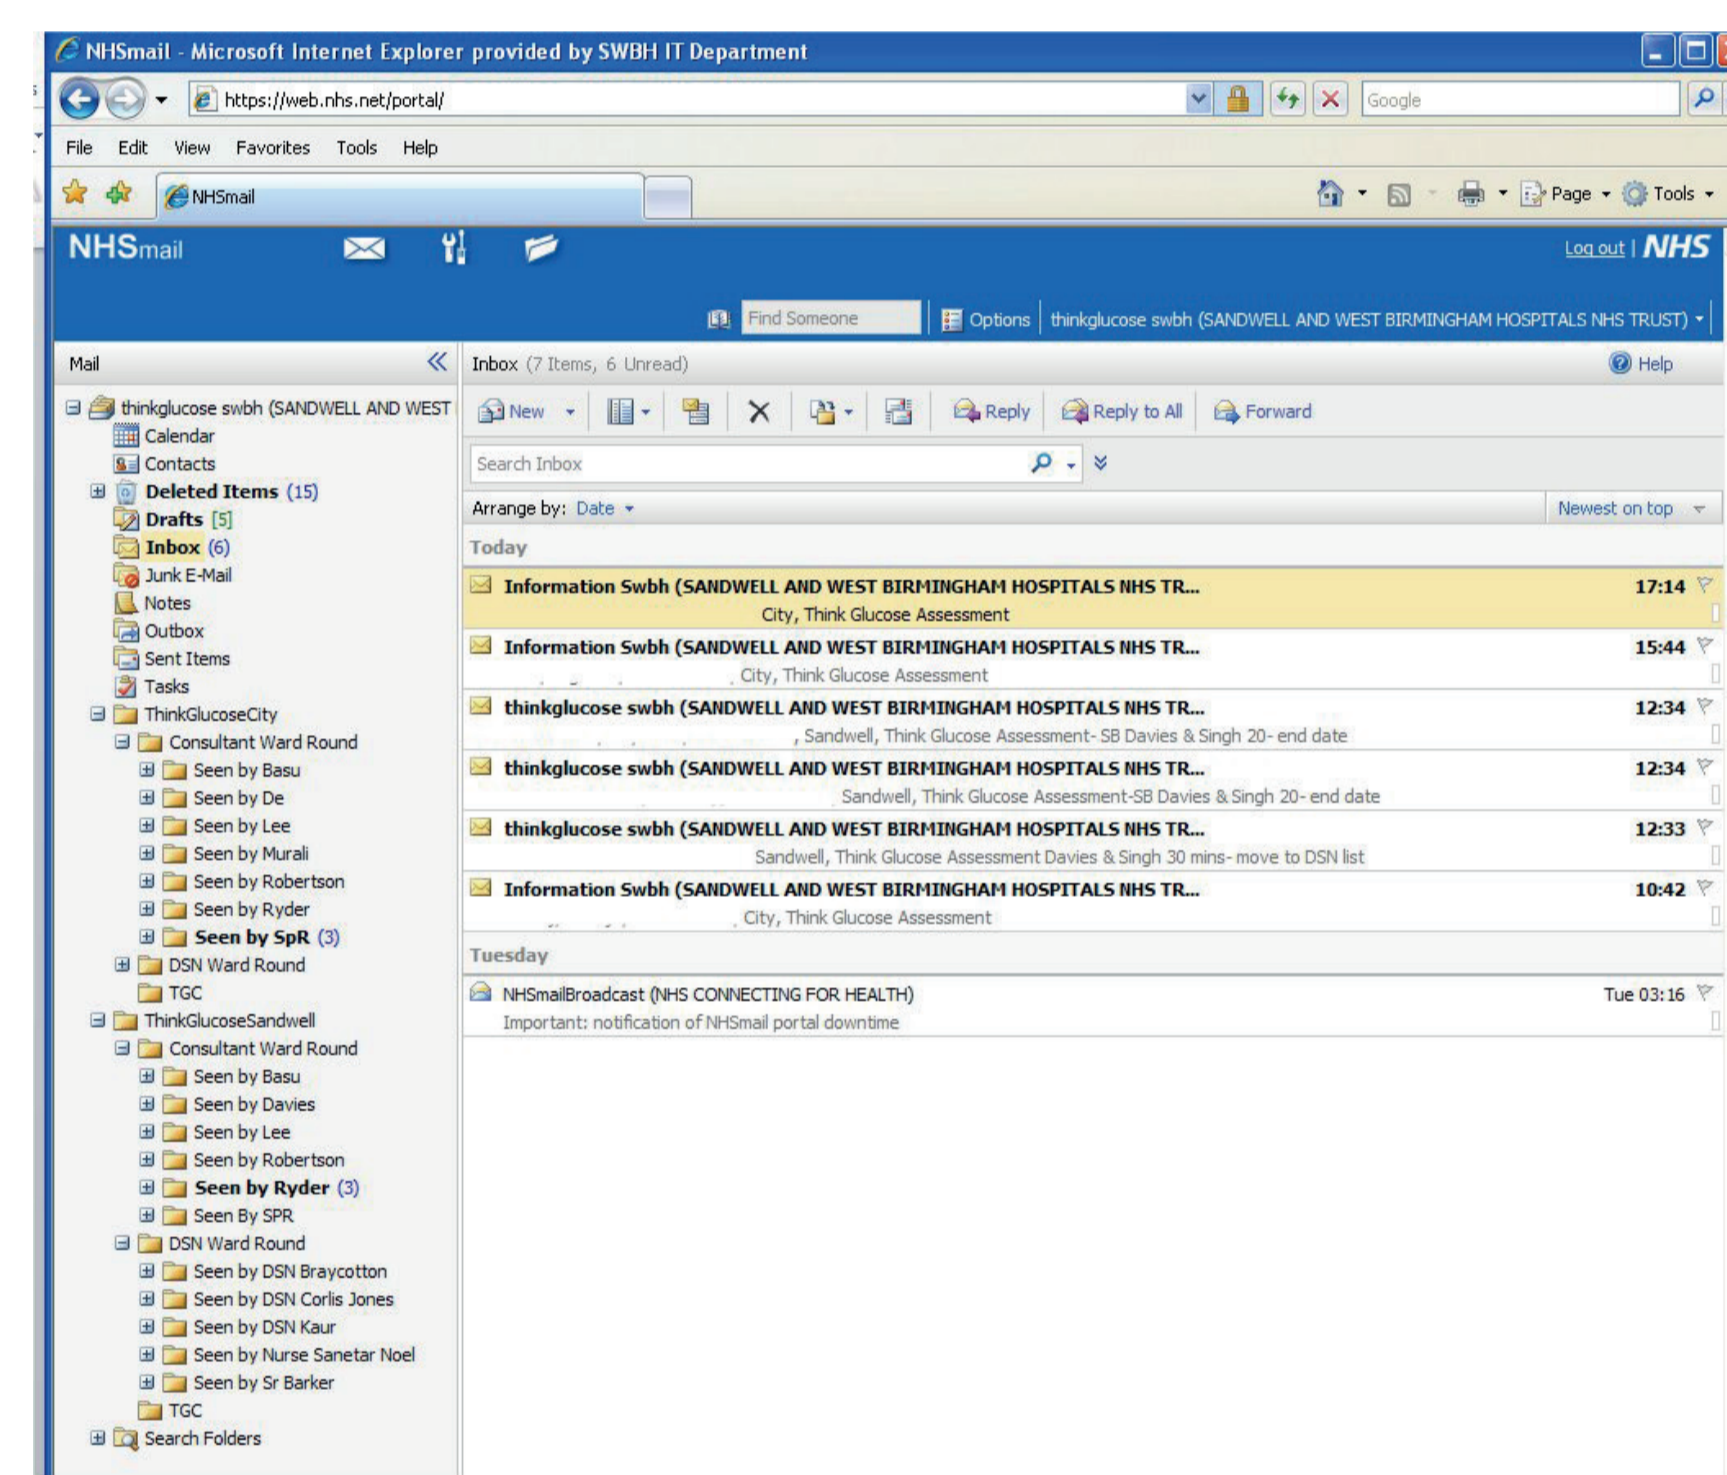 NHSmail - Microsoft Internet Explorer provided by SWBH IT Department
https://web.nhs.net/portal/
Google
File Edit View Favorites Tools Help
NHSmail
Page Tools
NHSmail
Log out | NHS
Find Someone Options thinkglucose swbh (SANDWELL AND WEST BIRMINGHAM HOSPITALS NHS TRUST)
Mail
thinkglucose swbh (SANDWELL AND WEST
Calendar
Contacts
Deleted Items (15)
Drafts [5]
Inbox (6)
Junk E-Mail
Notes
Outbox
Sent Items
Tasks
ThinkGlucoseCity
Consultant Ward Round
Seen by Basu
Seen by De
Seen by Lee
Seen by Murali
Seen by Robertson
Seen by Ryder
Seen by SpR (3)
DSN Ward Round
TGC
ThinkGlucoseSandwell
Consultant Ward Round
Seen by Basu
Seen by Davies
Seen by Lee
Seen by Robertson
Seen by Ryder (3)
Seen By SPR
DSN Ward Round
Seen by DSN Braycotton
Seen by DSN Corlis Jones
Seen by DSN Kaur
Seen by Nurse Sanetar Noel
Seen by Sr Barker
TGC
Search Folders
Inbox (7 Items, 6 Unread)
Help
New Reply Reply to All Forward
Search Inbox
Arrange by: Date Newest on top
Today
Information Swbh (SANDWELL AND WEST BIRMINGHAM HOSPITALS NHS TR... 17:14
City, Think Glucose Assessment
Information Swbh (SANDWELL AND WEST BIRMINGHAM HOSPITALS NHS TR... 15:44
City, Think Glucose Assessment
thinkglucose swbh (SANDWELL AND WEST BIRMINGHAM HOSPITALS NHS TR... 12:34
, Sandwell, Think Glucose Assessment- SB Davies & Singh 20- end date
thinkglucose swbh (SANDWELL AND WEST BIRMINGHAM HOSPITALS NHS TR... 12:34
Sandwell, Think Glucose Assessment-SB Davies & Singh 20- end date
thinkglucose swbh (SANDWELL AND WEST BIRMINGHAM HOSPITALS NHS TR... 12:33
Sandwell, Think Glucose Assessment Davies & Singh 30 mins- move to DSN list
Information Swbh (SANDWELL AND WEST BIRMINGHAM HOSPITALS NHS TR... 10:42
City, Think Glucose Assessment
Tuesday
NHSmailBroadcast (NHS CONNECTING FOR HEALTH) Tue 03:16
Important: notification of NHSmail portal downtime